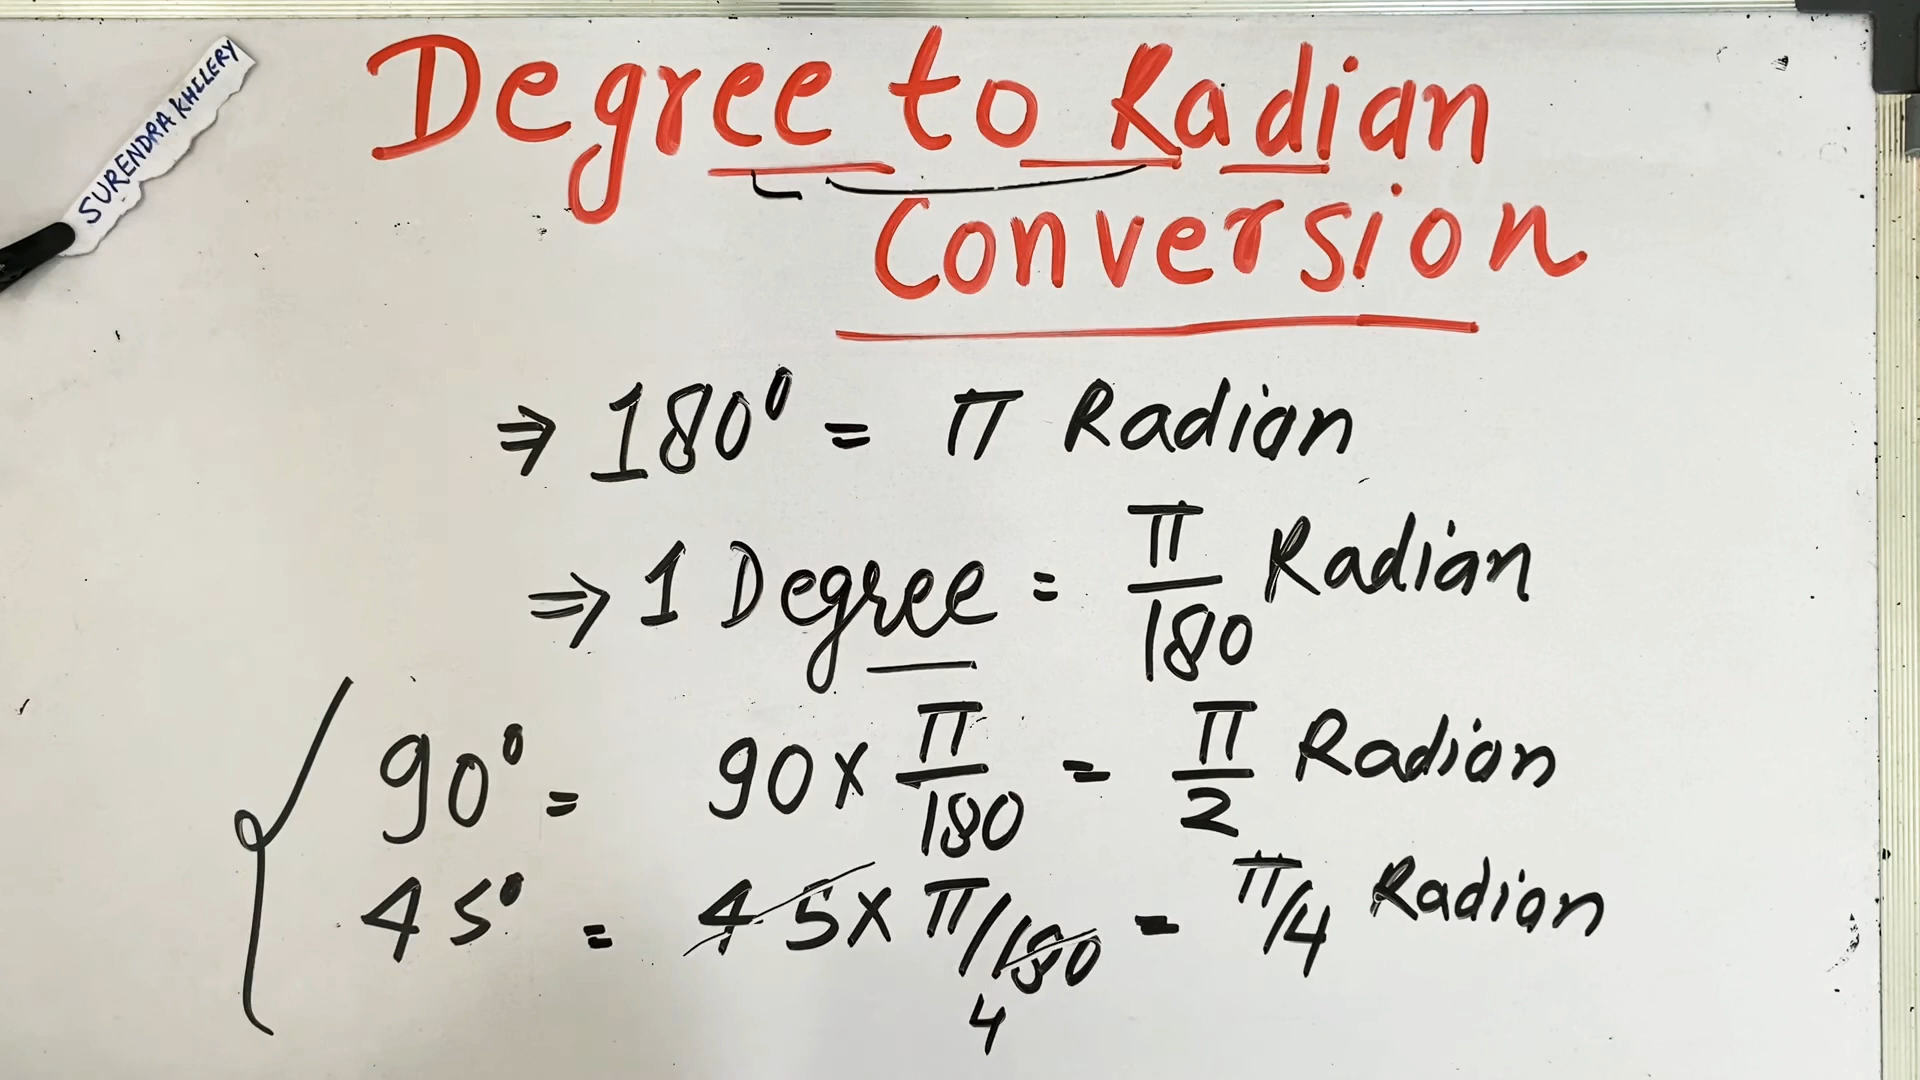 SURENDRA KHILERY
Degree to Radian
Conversion
⇒ 180° = π Radian
⇒ 1 Degree = π/180 Radian
90° = 90 × π/180 = π/2 Radian
45° = 45 × π/180 = π/4 Radian
4